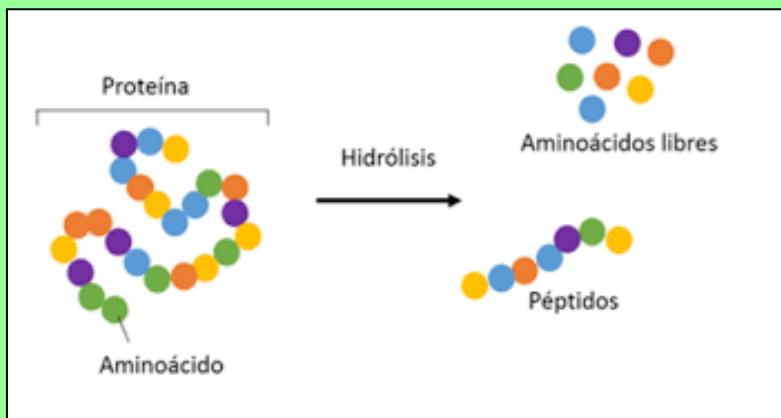 Proteína
Aminoácido
Hidrólisis
Aminoácidos libres
Péptidos